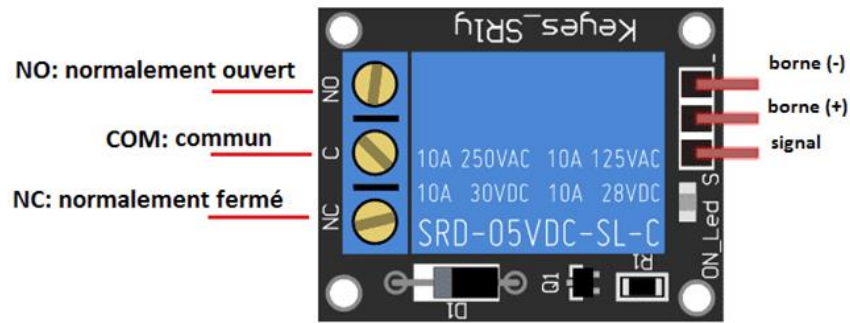 Keyes_SR1y
NO: normalement ouvert
NO
COM: commun
C
NC: normalement fermé
NC
10A 250VAC 10A 125VAC
10A 30VDC 10A 28VDC
SRD-05VDC-SL-C
-
borne (-)
borne (+)
signal
S
ON_Led
D1
Q1
R1